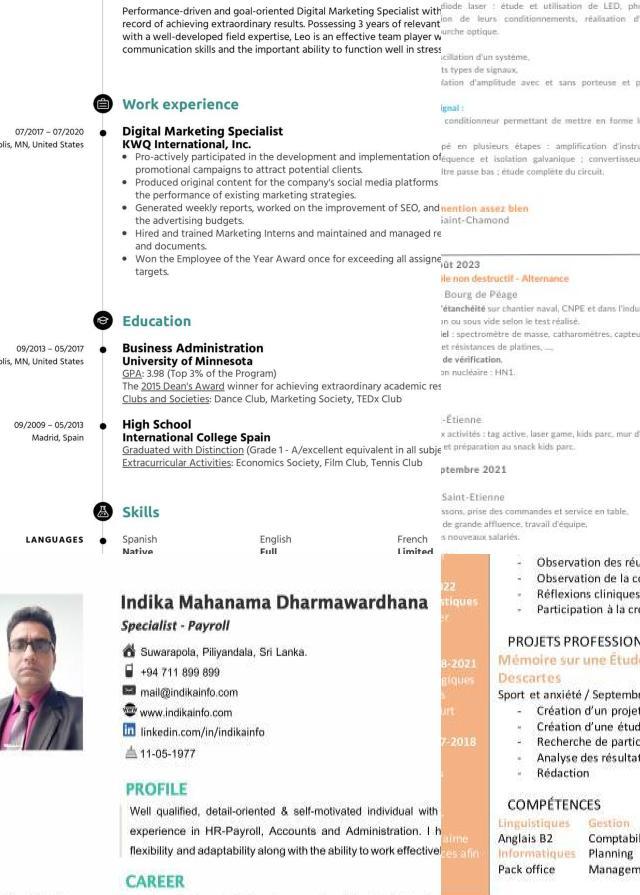 Performance-driven and goal-oriented Digital Marketing Specialist with
record of achieving extraordinary results. Possessing 3 years of relevant
with a well-developed field expertise, Leo is an effective team player w
communication skills and the important ability to function well in stress
Work experience
07/2017 – 07/2020
olis, MN, United States
Digital Marketing Specialist
KWQ International, Inc.
• Pro-actively participated in the development and implementation of
promotional campaigns to attract potential clients.
• Produced original content for the company's social media platforms
the performance of existing marketing strategies.
• Generated weekly reports, worked on the improvement of SEO, and
the advertising budgets.
• Hired and trained Marketing Interns and maintained and managed re
and documents.
• Won the Employee of the Year Award once for exceeding all assigne
targets.
Education
09/2013 – 05/2017
olis, MN, United States
Business Administration
University of Minnesota
GPA: 3.98 (Top 3% of the Program)
The 2015 Dean's Award winner for achieving extraordinary academic res
Clubs and Societies: Dance Club, Marketing Society, TEDx Club
09/2009 – 05/2013
Madrid, Spain
High School
International College Spain
Graduated with Distinction (Grade 1 - A/excellent equivalent in all subje
Extracurricular Activities: Economics Society, Film Club, Tennis Club
Skills
LANGUAGES
Spanish English French
Native Full Limited
diode laser : étude et utilisation de LED, pho
ion de leurs conditionnements, réalisation d'
ourche optique.
scillation d'un système,
ts types de signaux,
lation d'amplitude avec et sans porteuse et p
ignal :
conditionneur permettant de mettre en forme l
pé en plusieurs étapes : amplification d'instru
équence et isolation galvanique ; convertisseu
ltre passe bas ; étude complète du circuit.
mention assez bien
Saint-Chamond
oût 2023
le non destructif - Alternance
Bourg de Péage
'étanchéité sur chantier naval, CNPE et dans l'indu
on ou sous vide selon le test réalisé.
iel : spectromètre de masse, catharomètres, capteu
et résistances de platines, ...,
de vérification,
on nucléaire : HN1.
-Étienne
x activités : tag active, laser game, kids parc, mur d'
et préparation au snack kids parc.
eptembre 2021
Saint-Etienne
ssons, prise des commandes et service en table,
de grande affluence, travail d'équipe,
s nouveaux salariés.
Indika Mahanama Dharmawardhana
Specialist - Payroll
Suwarapola, Piliyandala, Sri Lanka.
+94 711 899 899
mail@indikainfo.com
www.indikainfo.com
in linkedin.com/in/indikainfo
11-05-1977
PROFILE
Well qualified, detail-oriented & self-motivated individual with
experience in HR-Payroll, Accounts and Administration. I h
flexibility and adaptability along with the ability to work effective
CAREER
022
istiques
er
8-2021
giques
s
ourt
7-2018
aime
ces afin
- Observation des réu
- Observation de la co
- Réflexions cliniques
- Participation à la cré
PROJETS PROFESSION
Mémoire sur une Étude
Descartes
Sport et anxiété / Septembre
- Création d'un projet
- Création d'une étud
- Recherche de partic
- Analyse des résultat
- Rédaction
COMPÉTENCES
Linguistiques Gestion
Anglais B2 Comptabil
Informatiques Planning
Pack office Managem